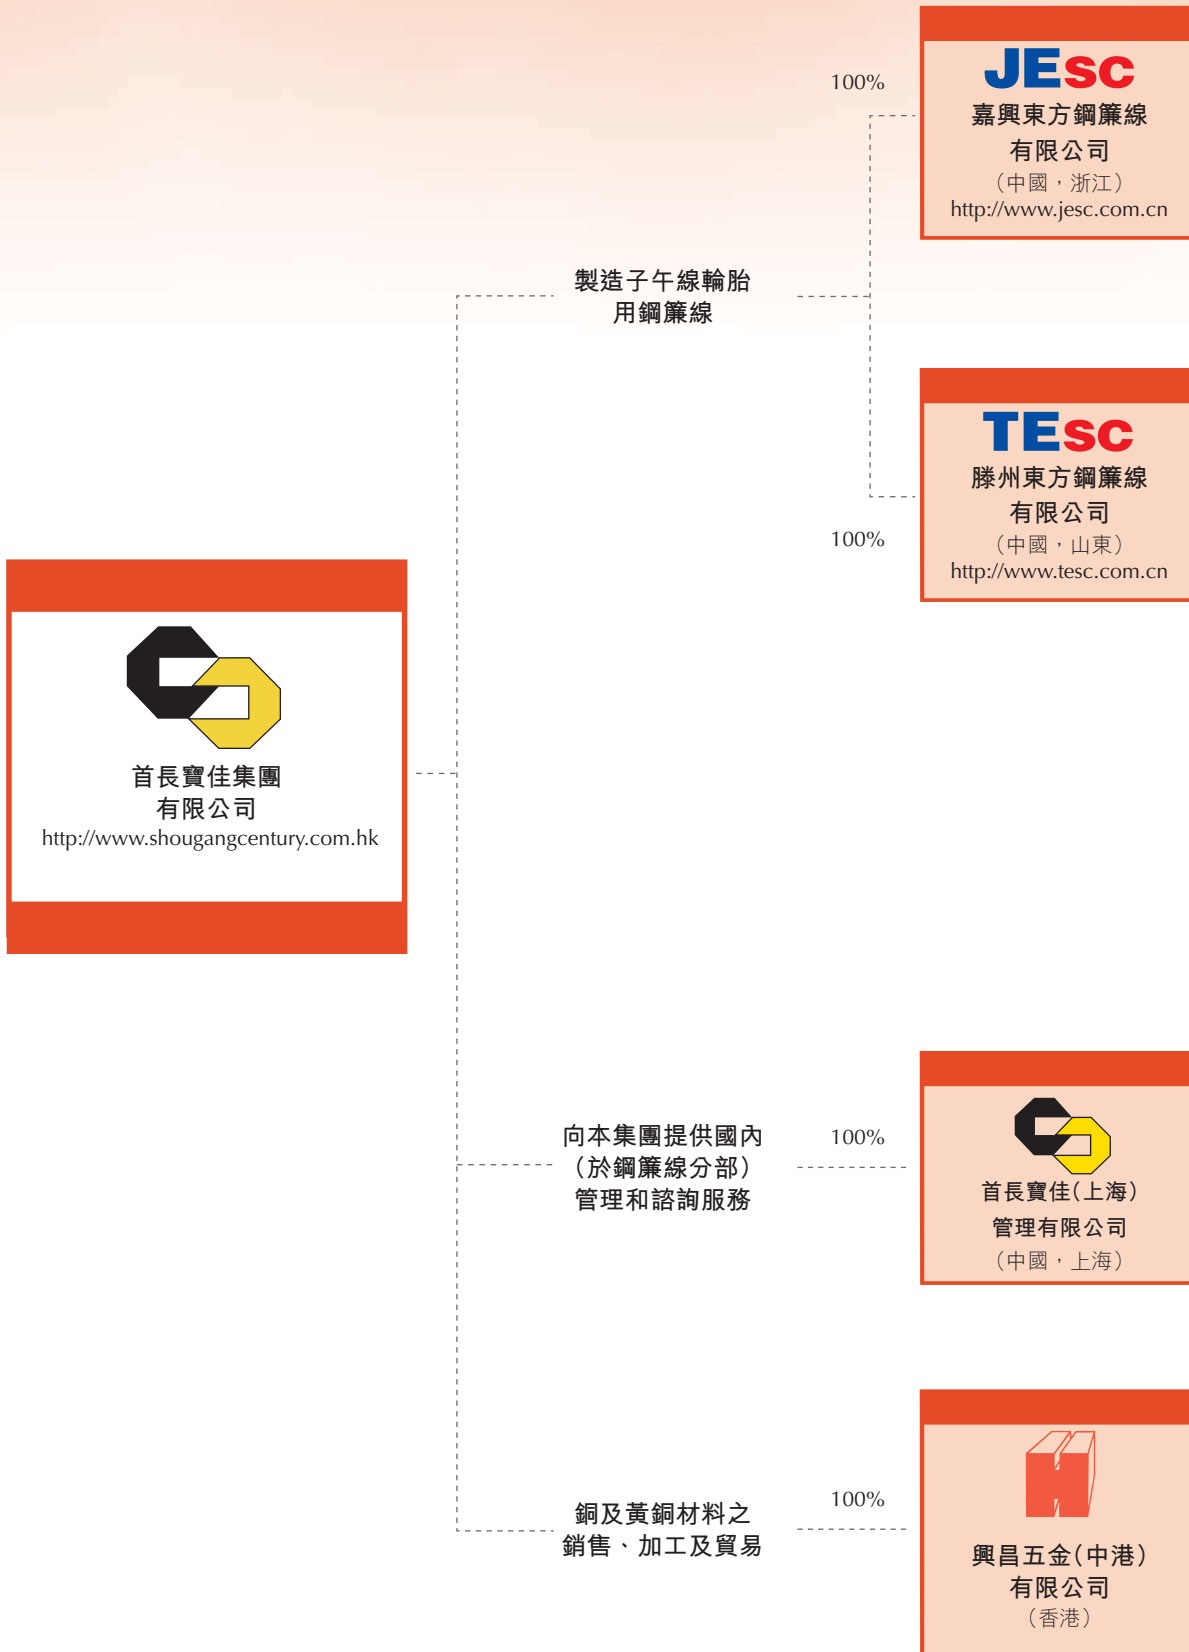 100%
JESC
嘉興東方鋼簾線
有限公司
（中國，浙江）
http://www.jesc.com.cn
製造子午線輪胎
用鋼簾線
TESC
滕州東方鋼簾線
有限公司
（中國，山東）
http://www.tesc.com.cn
100%
首長寶佳集團
有限公司
http://www.shougangcentury.com.hk
向本集團提供國內
（於鋼簾線分部）
管理和諮詢服務
100%
首長寶佳(上海)
管理有限公司
（中國，上海）
銅及黃銅材料之
銷售、加工及貿易
100%
興昌五金(中港)
有限公司
（香港）